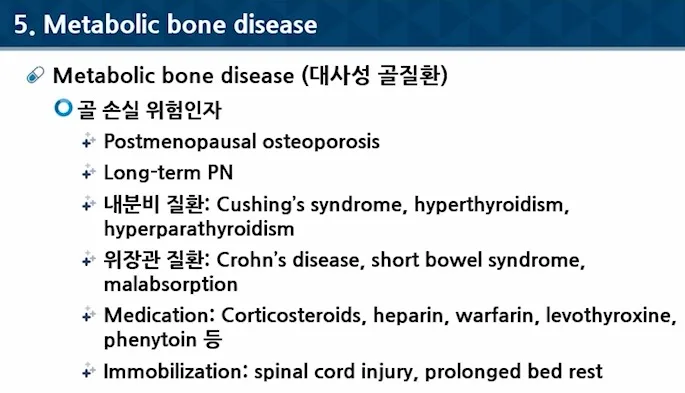 5. Metabolic bone disease
Metabolic bone disease (대사성 골질환)
골 손실 위험인자
Postmenopausal osteoporosis
Long-term PN
내분비 질환: Cushing's syndrome, hyperthyroidism,
hyperparathyroidism
위장관 질환: Crohn's disease, short bowel syndrome,
malabsorption
Medication: Corticosteroids, heparin, warfarin, levothyroxine,
phenytoin 등
Immobilization: spinal cord injury, prolonged bed rest